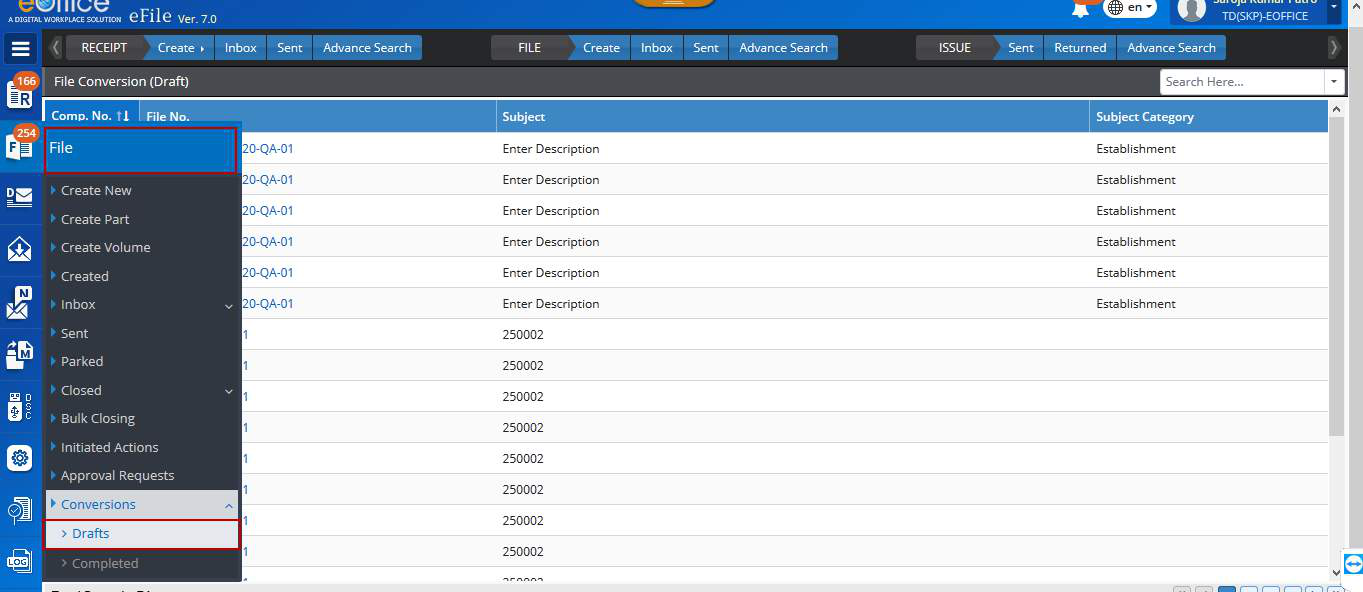 eOffice
A DIGITAL WORKPLACE SOLUTION eFile Ver. 7.0
en
TD(SKP)-EOFFICE
RECEIPT Create Inbox Sent Advance Search FILE Create Inbox Sent Advance Search ISSUE Sent Returned Advance Search
166
R
File Conversion (Draft)
Search Here...
Comp. No. File No. Subject Subject Category
254
F
File
20-QA-01 Enter Description Establishment
Create New
20-QA-01 Enter Description Establishment
D
Create Part
20-QA-01 Enter Description Establishment
Create Volume
20-QA-01 Enter Description Establishment
Created
20-QA-01 Enter Description Establishment
N
Inbox
20-QA-01 Enter Description Establishment
Sent
1 250002
M
Parked
1 250002
Closed
1 250002
DSC
Bulk Closing
1 250002
Initiated Actions
1 250002
Approval Requests
1 250002
Conversions
1 250002
Drafts
1 250002
LOG
Completed